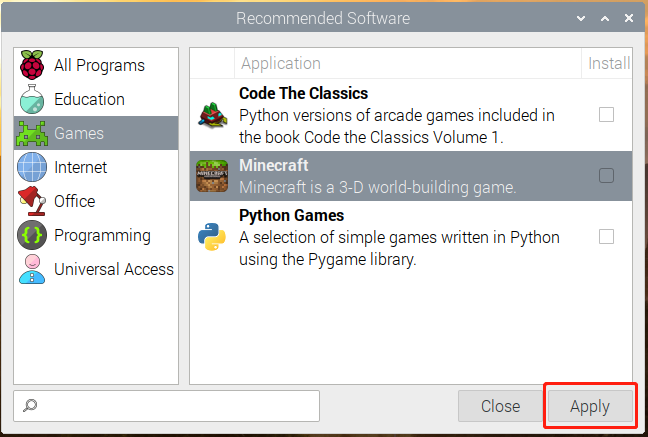 Recommended Software
All Programs
Education
Games
Internet
Office
Programming
Universal Access
Application
Install
Code The Classics
Python versions of arcade games included in
the book Code the Classics Volume 1.
Minecraft
Minecraft is a 3-D world-building game.
Python Games
A selection of simple games written in Python
using the Pygame library.
Close
Apply